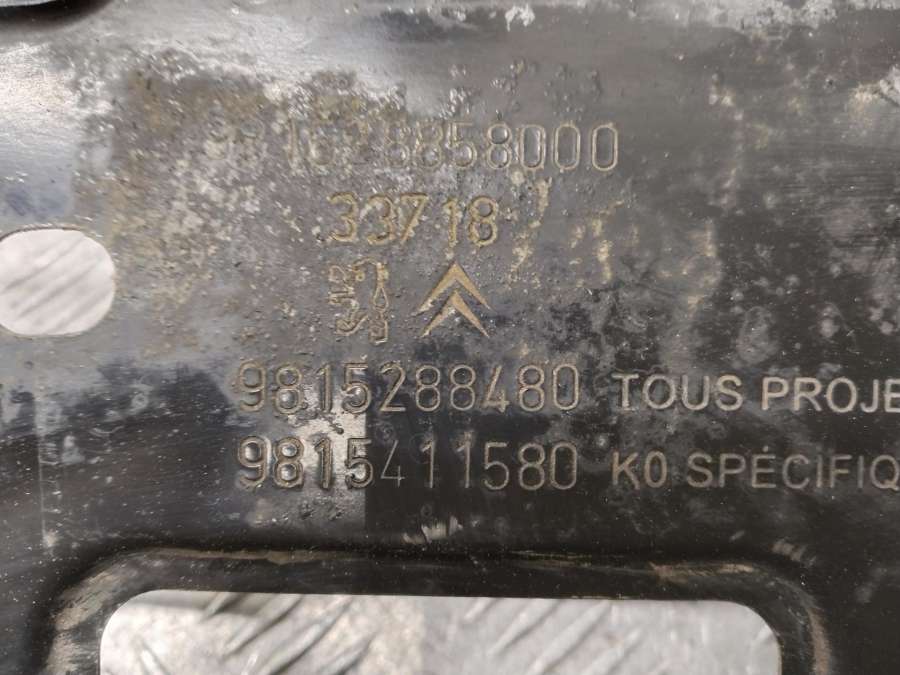 33718
9815288480 TOUS PROJE
9815411580 K0 SPÉCIFIQ